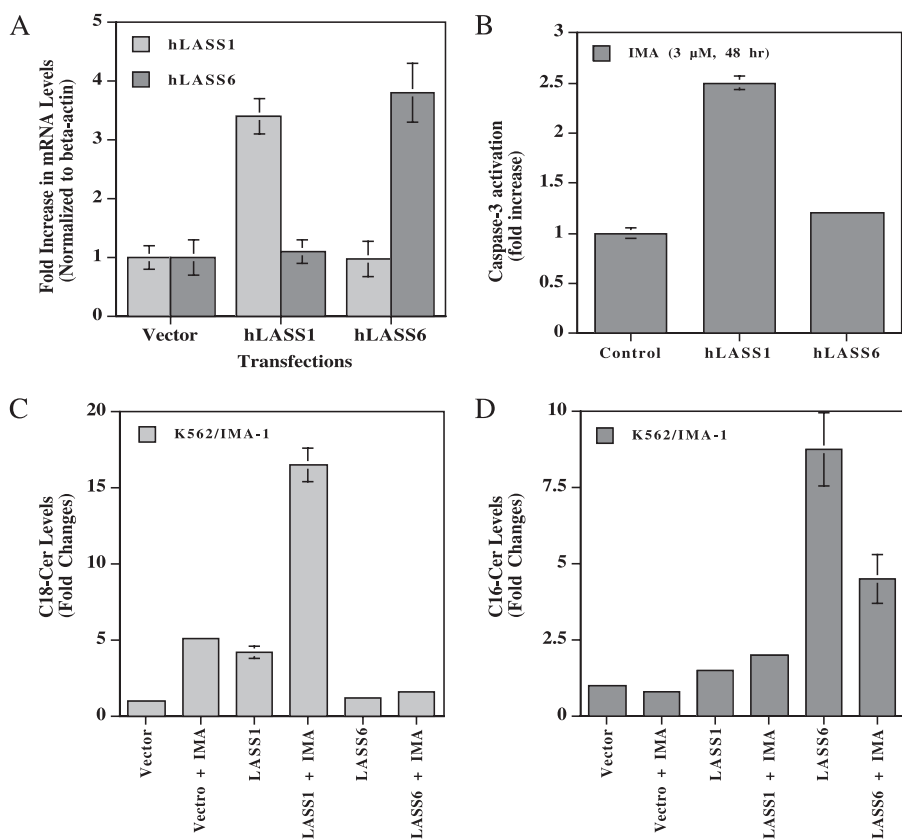 A
Fold Increase in mRNA Levels
(Normalized to beta-actin)
5
4
3
2
1
0
hLASS1
hLASS6
Vector
hLASS1
hLASS6
Transfections
B
Caspase-3 activation
(fold increase)
3
2.5
2
1.5
1
0.5
0
IMA (3 μM, 48 hr)
Control
hLASS1
hLASS6
C
C18-Cer Levels
(Fold Changes)
20
15
10
5
0
K562/IMA-1
Vector
Vectro + IMA
LASS1
LASS1 + IMA
LASS6
LASS6 + IMA
D
C16-Cer Levels
(Fold Changes)
10
7.5
5
2.5
0
K562/IMA-1
Vector
Vectro + IMA
LASS1
LASS1 + IMA
LASS6
LASS6 + IMA